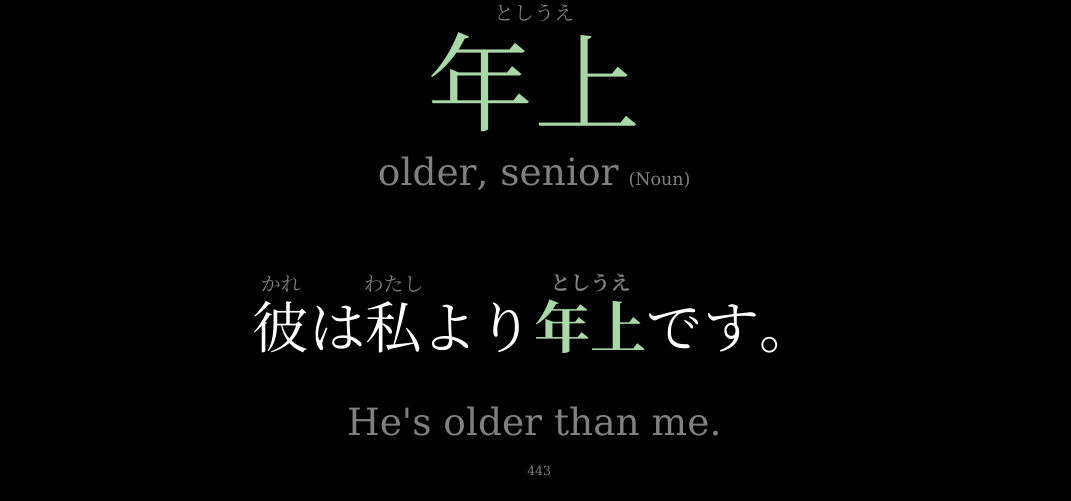 としうえ
年上
older, senior (Noun)
かれ わたし としうえ
彼は私より年上です。
He's older than me.
443